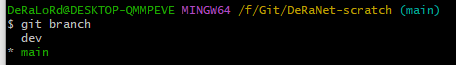 DeRaLoRd@DESKTOP-QMMPEVE MINGW64 /f/Git/DeRaNet-scratch (main)
$ git branch
  dev
* main